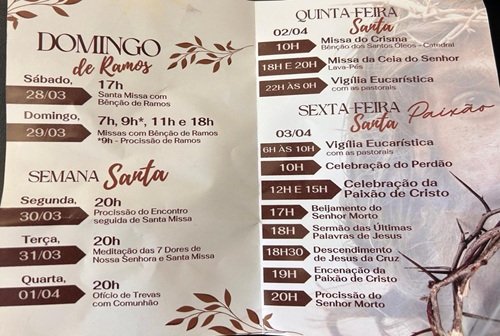 DOMINGO
de Ramos
Sábado,
28/03
17h
Santa Missa com
Bênção de Ramos
Domingo,
29/03
7h, 9h*, 11h e 18h
Missas com Bênção de Ramos
*9h - Procissão de Ramos
SEMANA Santa
Segunda,
30/03
20h
Procissão do Encontro
seguida de Santa Missa
Terça,
31/03
20h
Meditação das 7 Dores de
Nossa Senhora e Santa Missa
Quarta,
01/04
20h
Ofício de Trevas
com Comunhão
QUINTA-FEIRA
Santa
02/04
10H
Missa do Crisma
Bênção dos Santos Óleos - Catedral
18H E 20H
Missa da Ceia do Senhor
Lava-Pés
22H ÀS 0H
Vigília Eucarística
com as pastorais
SEXTA-FEIRA
Santa Paixão
03/04
6H ÀS 10H
Vigília Eucarística
com as pastorais
10H
Celebração do Perdão
12H E 15H
Celebração da
Paixão de Cristo
17H
Beijamento do
Senhor Morto
18H
Sermão das Últimas
Palavras de Jesus
18H30
Descendimento
de Jesus da Cruz
19H
Encenação da
Paixão de Cristo
20H
Procissão do
Senhor Morto